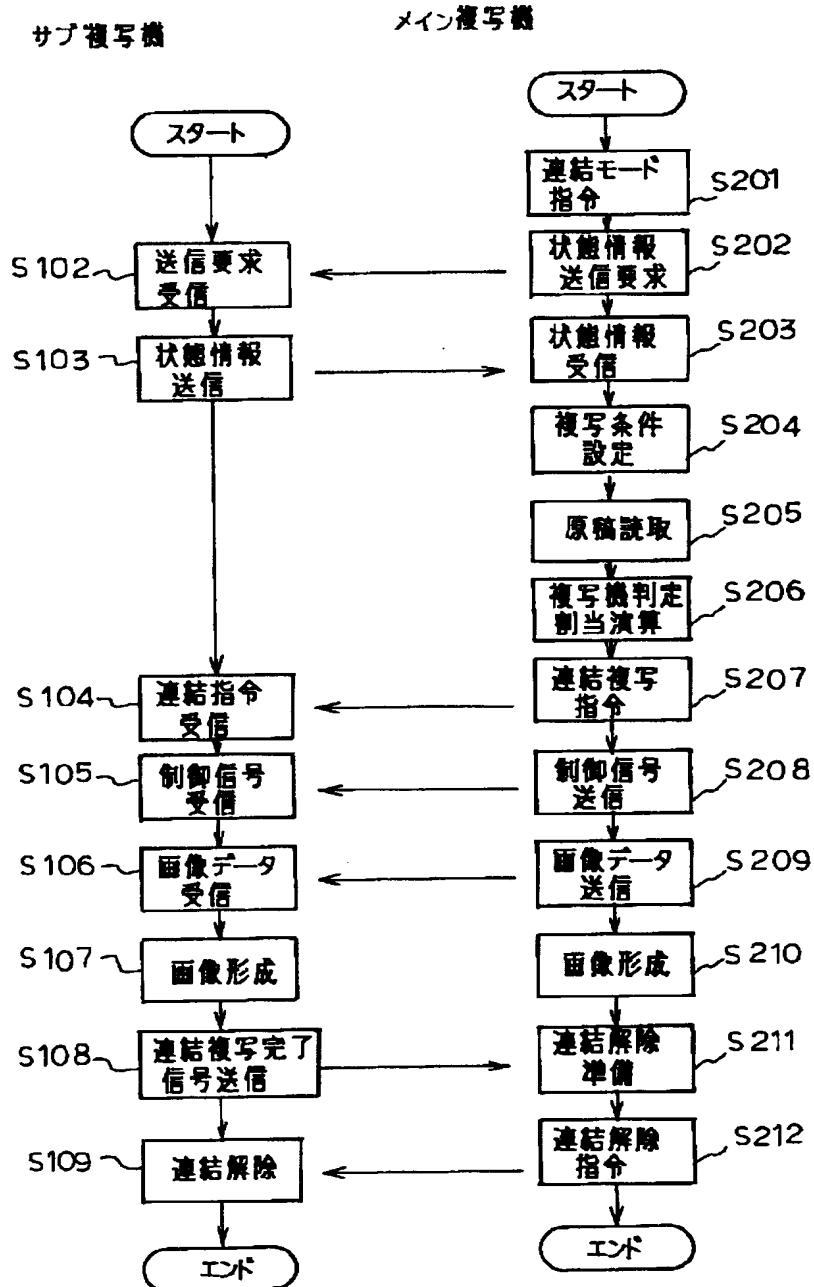 サブ複写機
スタート
S102
送信要求
受信
S103
状態情報
送信
S104
連結指令
受信
S105
制御信号
受信
S106
画像データ
受信
S107
画像形成
S108
連結複写完了
信号送信
S109
連結解除
エンド
メイン複写機
スタート
連結モード
指令
S201
状態情報
送信要求
S202
状態情報
受信
S203
複写条件
設定
S204
原稿読取
S205
複写機判定
割当演算
S206
連結複写
指令
S207
制御信号
送信
S208
画像データ
送信
S209
画像形成
S210
連結解除
準備
S211
連結解除
指令
S212
エンド